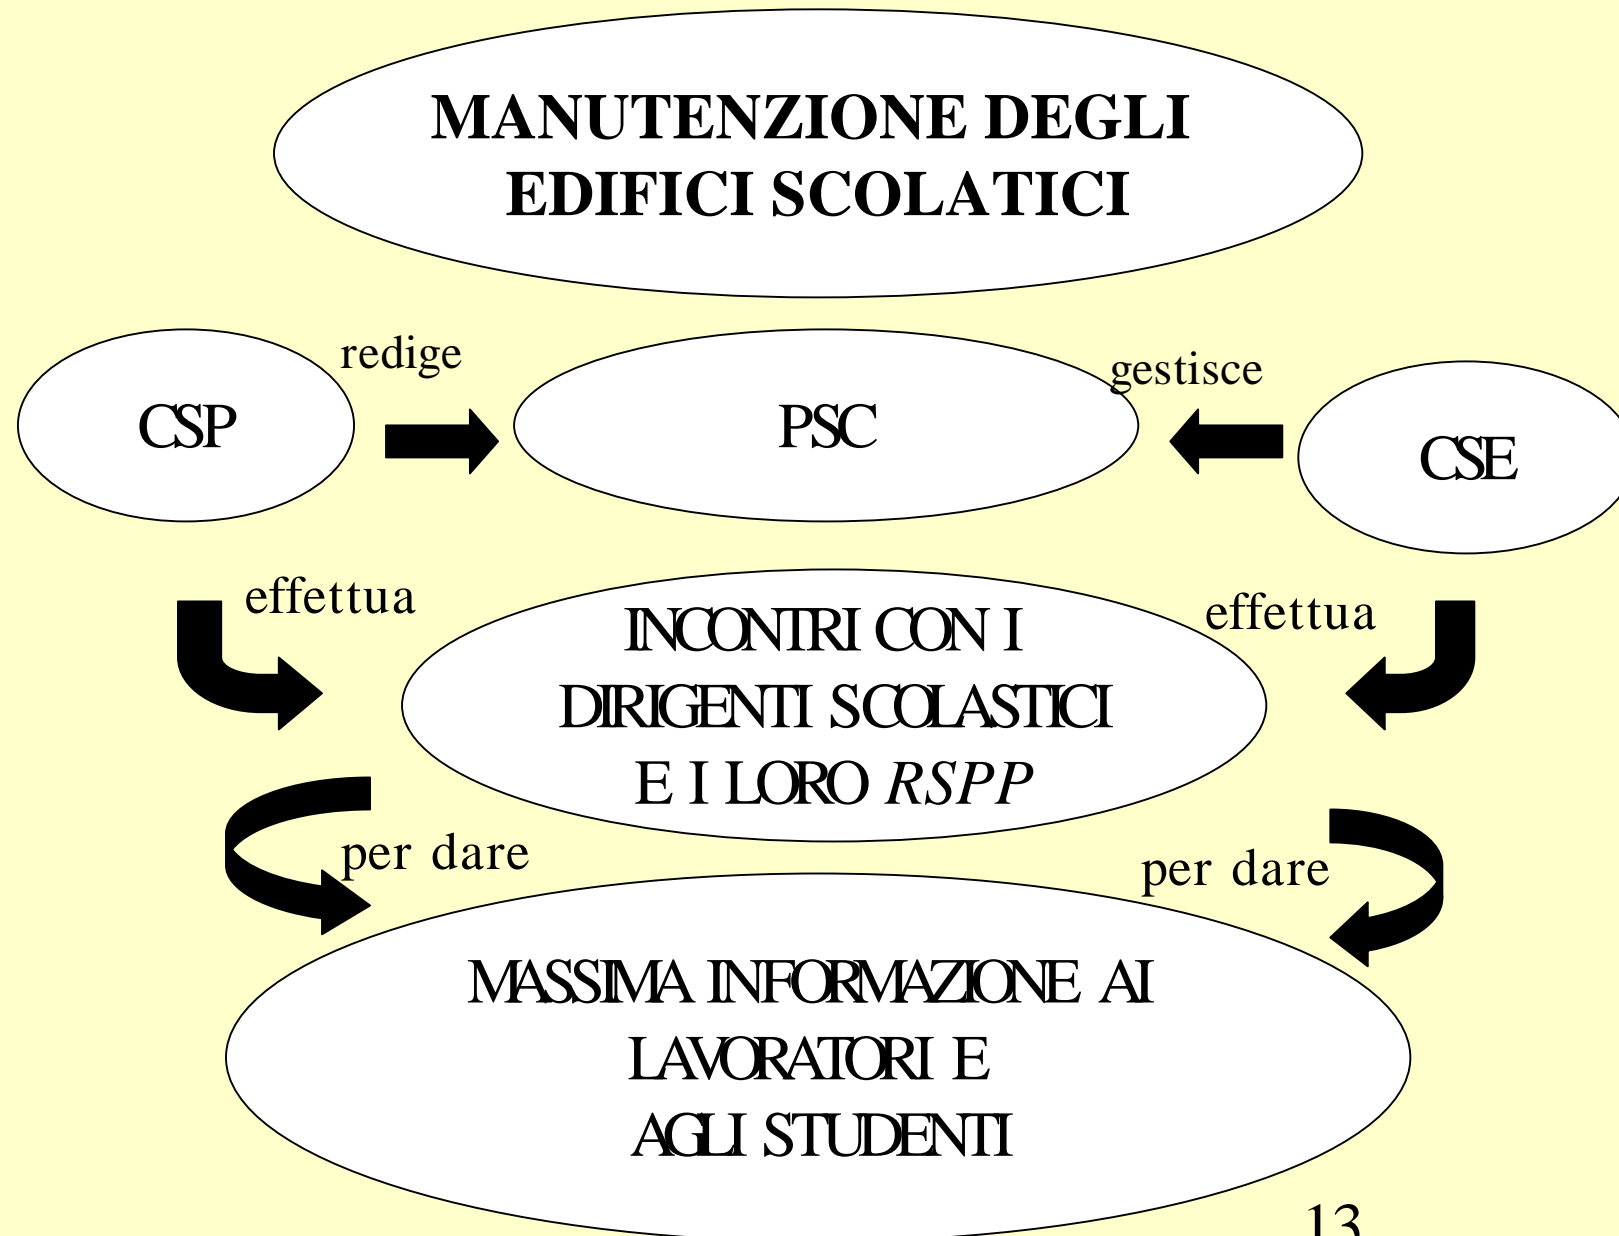 MANUTENZIONE DEGLI
EDIFICI SCOLATICI
redige
gestisce
CSP
PSC
CSE
effettua
effettua
INCONTRI CON I
DIRIGENTI SCOLASTICI
E I LORO RSPP
per dare
per dare
MASSIMA INFORMAZIONE AI
LAVORATORI E
AGLI STUDENTI
13